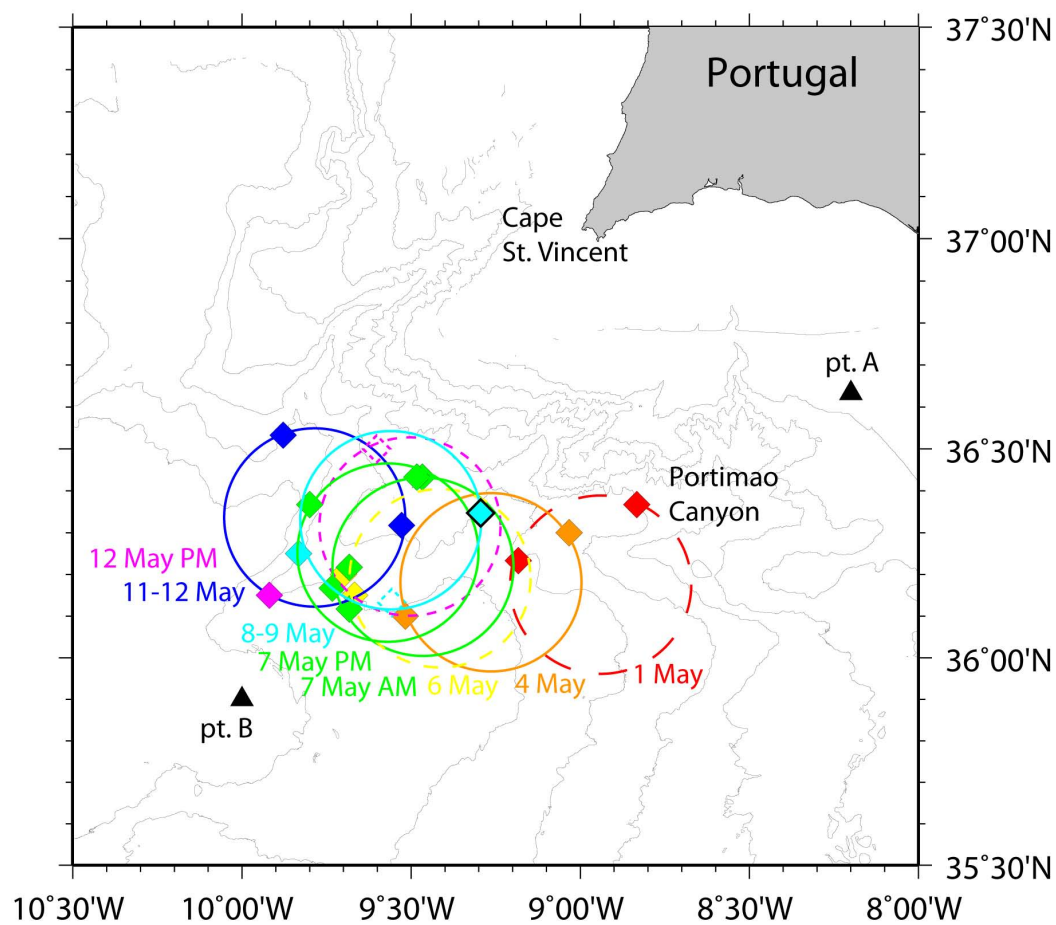 37°30'N
Portugal
Cape
St. Vincent
37°00'N
pt. A
36°30'N
Portimao
Canyon
12 May PM
11-12 May
8-9 May
7 May PM
7 May AM
6 May
4 May
1 May
36°00'N
pt. B
35°30'N
10°30'W
10°00'W
9°30'W
9°00'W
8°30'W
8°00'W